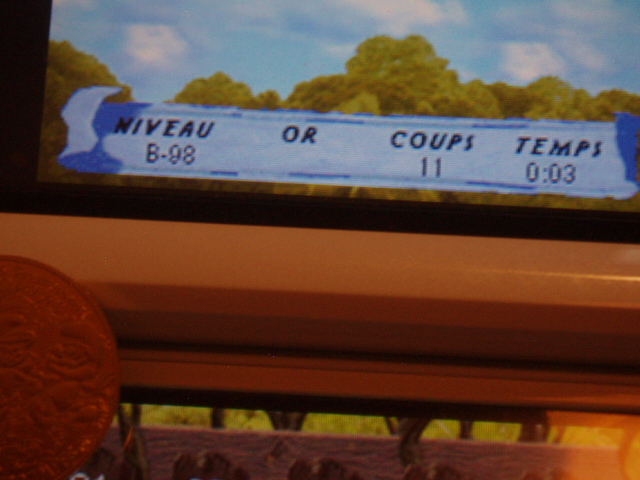 NIVEAU OR COUPS TEMPS
B-98 11 0:03